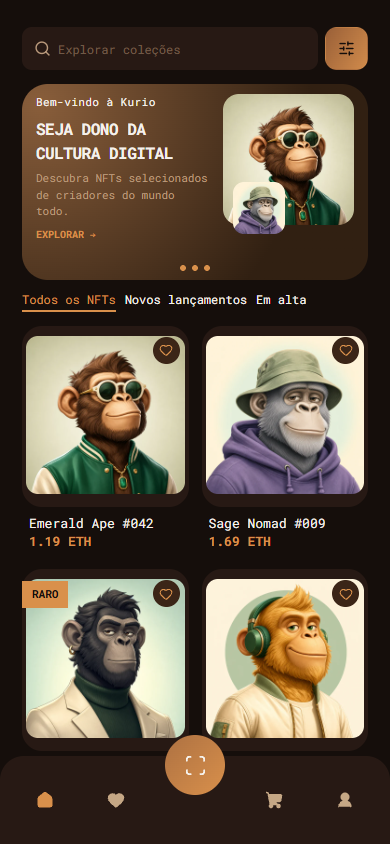 Explorar coleções
Bem-vindo à Kurio
SEJA DONO DA
CULTURA DIGITAL
Descubra NFTs selecionados
de criadores do mundo
todo.
EXPLORAR →
Todos os NFTs Novos lançamentos Em alta
Emerald Ape #042 Sage Nomad #009
1.19 ETH 1.69 ETH
RARO